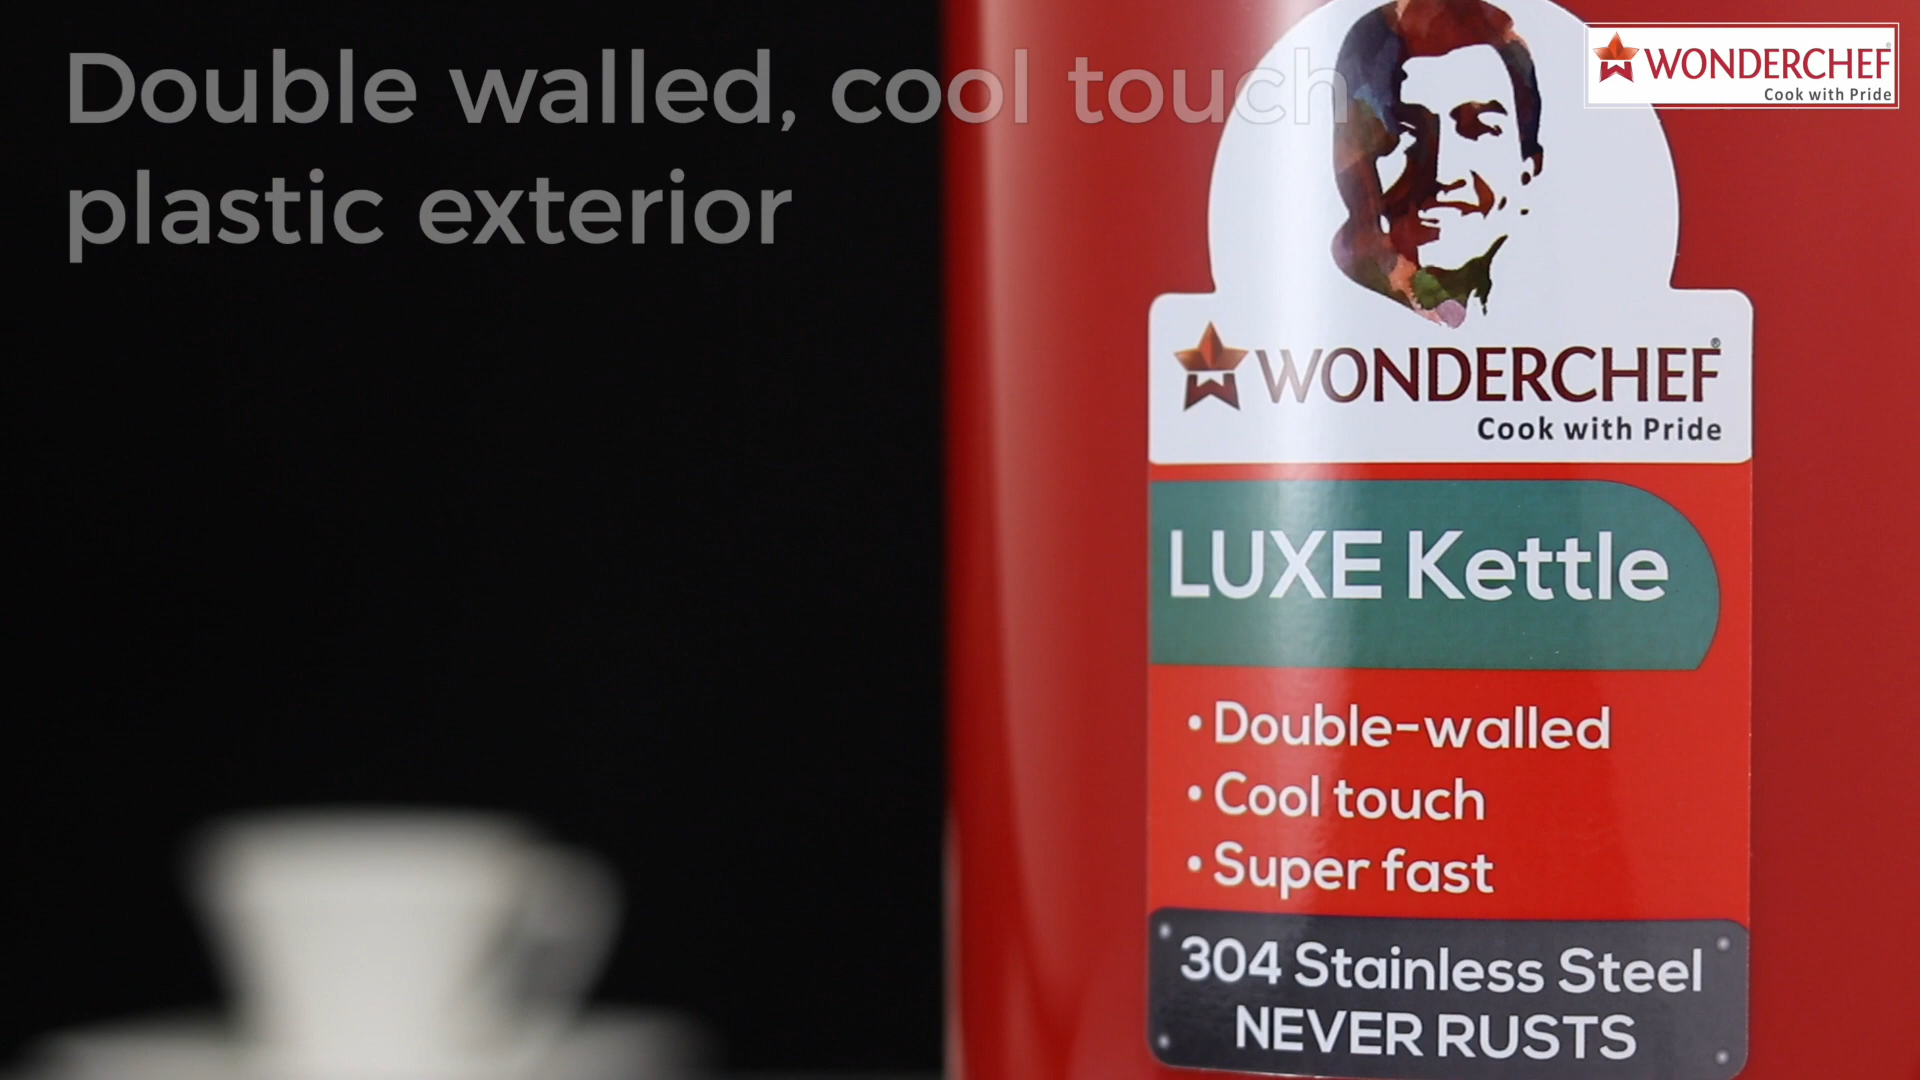 Double walled, cool touch
plastic exterior
WONDERCHEF
Cook with Pride
WONDERCHEF®
Cook with Pride
LUXE Kettle
• Double-walled
• Cool touch
• Super fast
304 Stainless Steel
NEVER RUSTS